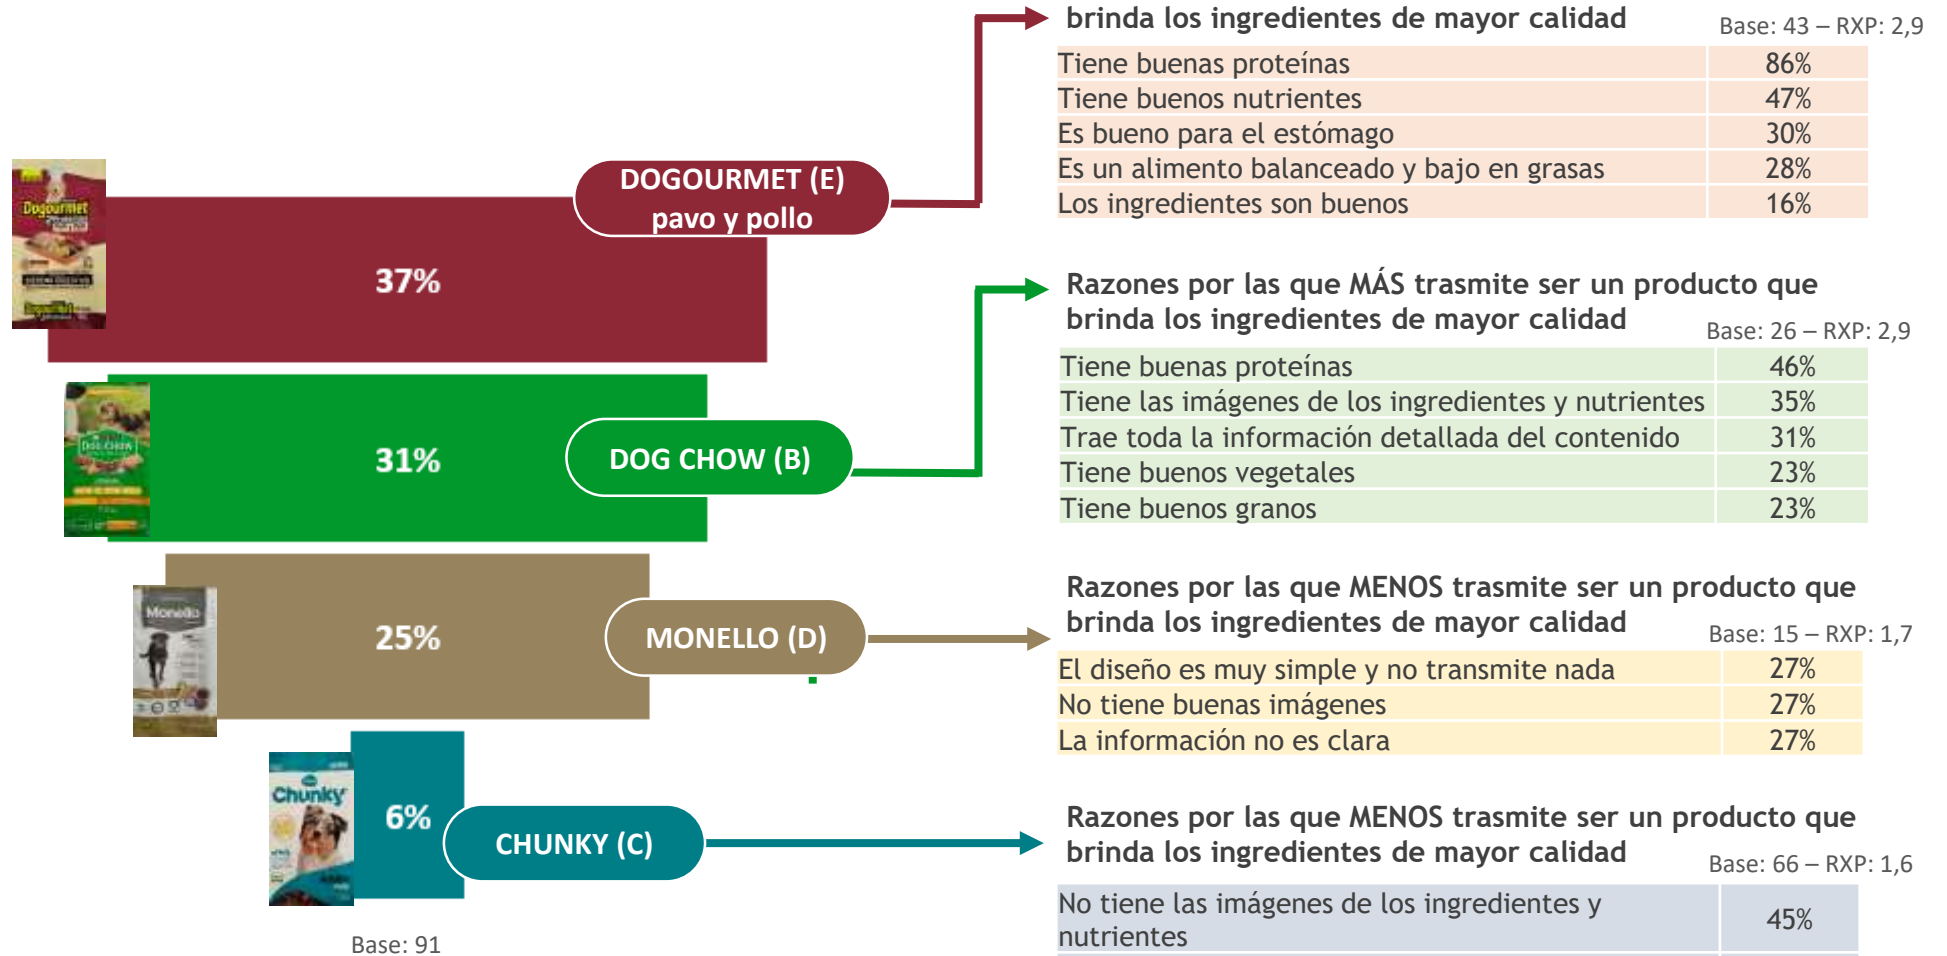 brinda los ingredientes de mayor calidad
Base: 43 – RXP: 2,9
Tiene buenas proteínas 86%
Tiene buenos nutrientes 47%
Es bueno para el estómago 30%
Es un alimento balanceado y bajo en grasas 28%
Los ingredientes son buenos 16%
DOGOURMET (E)
pavo y pollo
Dogourmet
37%
Razones por las que MÁS trasmite ser un producto que
brinda los ingredientes de mayor calidad
Base: 26 – RXP: 2,9
Tiene buenas proteínas 46%
Tiene las imágenes de los ingredientes y nutrientes 35%
Trae toda la información detallada del contenido 31%
Tiene buenos vegetales 23%
Tiene buenos granos 23%
DOG CHOW
31%
DOG CHOW (B)
Razones por las que MENOS trasmite ser un producto que
brinda los ingredientes de mayor calidad
Base: 15 – RXP: 1,7
El diseño es muy simple y no transmite nada 27%
No tiene buenas imágenes 27%
La información no es clara 27%
Monello
25%
MONELLO (D)
Razones por las que MENOS trasmite ser un producto que
brinda los ingredientes de mayor calidad
Base: 66 – RXP: 1,6
No tiene las imágenes de los ingredientes y
nutrientes
45%
Chunky
6%
CHUNKY (C)
Base: 91